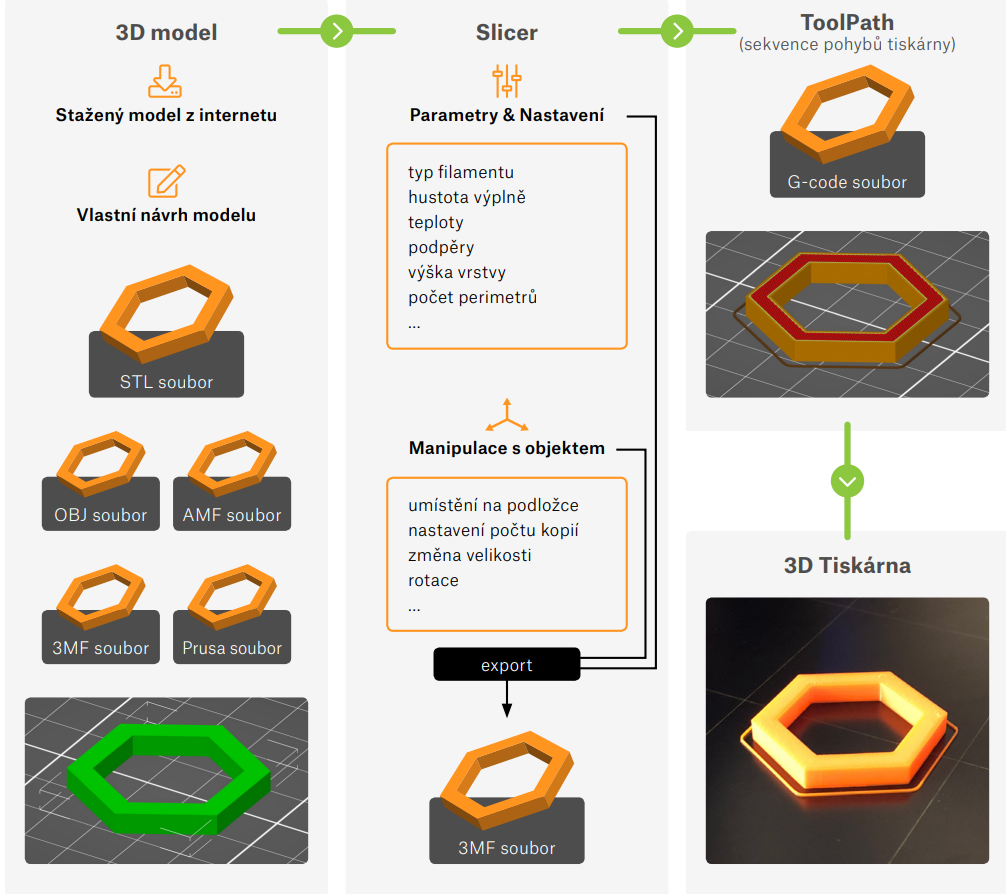 3D model
Stažený model z internetu
Vlastní návrh modelu
STL soubor
OBJ soubor
AMF soubor
3MF soubor
Prusa soubor
Slicer
Parametry & Nastavení
typ filamentu
hustota výplně
teploty
podpěry
výška vrstvy
počet perimetrů
...
Manipulace s objektem
umístění na podložce
nastavení počtu kopií
změna velikosti
rotace
...
export
3MF soubor
ToolPath
(sekvence pohybů tiskárny)
G-code soubor
3D Tiskárna